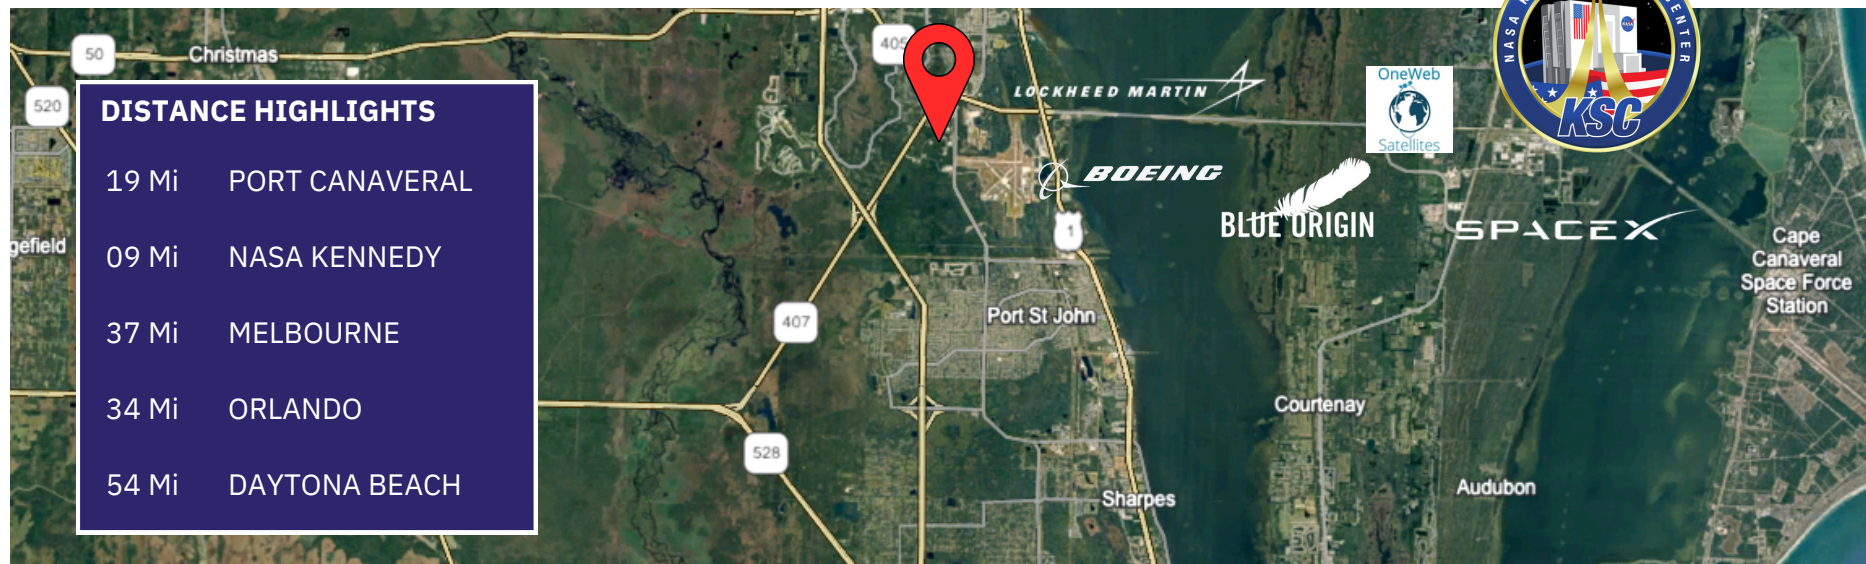 50
Christmas
405
520
DISTANCE HIGHLIGHTS
19 Mi PORT CANAVERAL
09 Mi NASA KENNEDY
37 Mi MELBOURNE
34 Mi ORLANDO
54 Mi DAYTONA BEACH
gefield
LOCKHEED MARTIN
OneWeb
Satellites
NASA K
ENTER
KSC
BOEING
BLUE ORIGIN
SPACEX
1
Cape
Canaveral
Space Force
Station
407
Port St John
Courtenay
528
Sharpes
Audubon